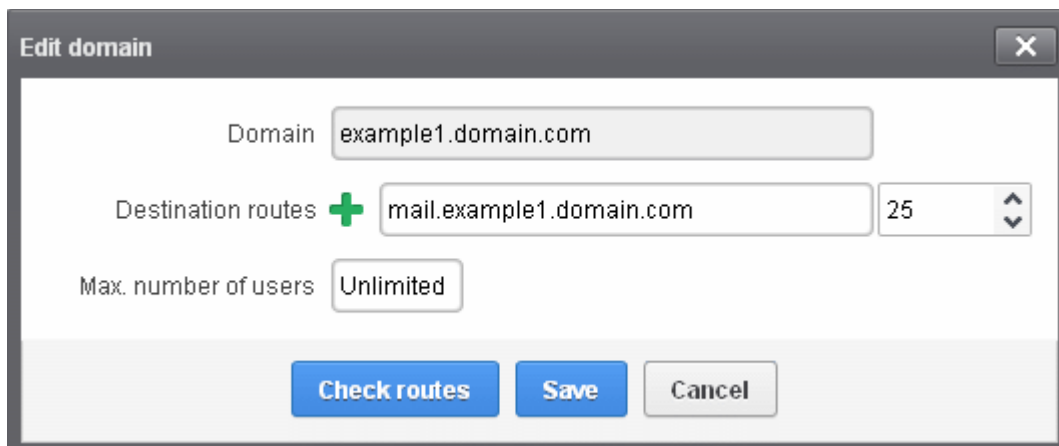 Edit domain
Domain example1.domain.com
Destination routes mail.example1.domain.com 25
Max. number of users Unlimited
Check routes Save Cancel